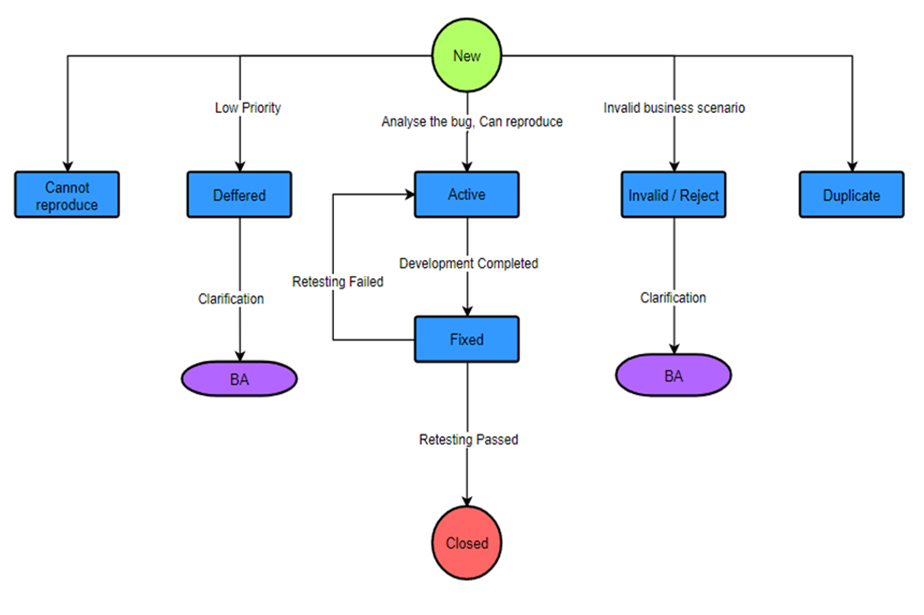 New
Low Priority
Analyse the bug, Can reproduce
Invalid business scenario
Cannot
reproduce
Deffered
Active
Invalid / Reject
Duplicate
Development Completed
Retesting Failed
Clarification
Clarification
Fixed
BA
BA
Retesting Passed
Closed